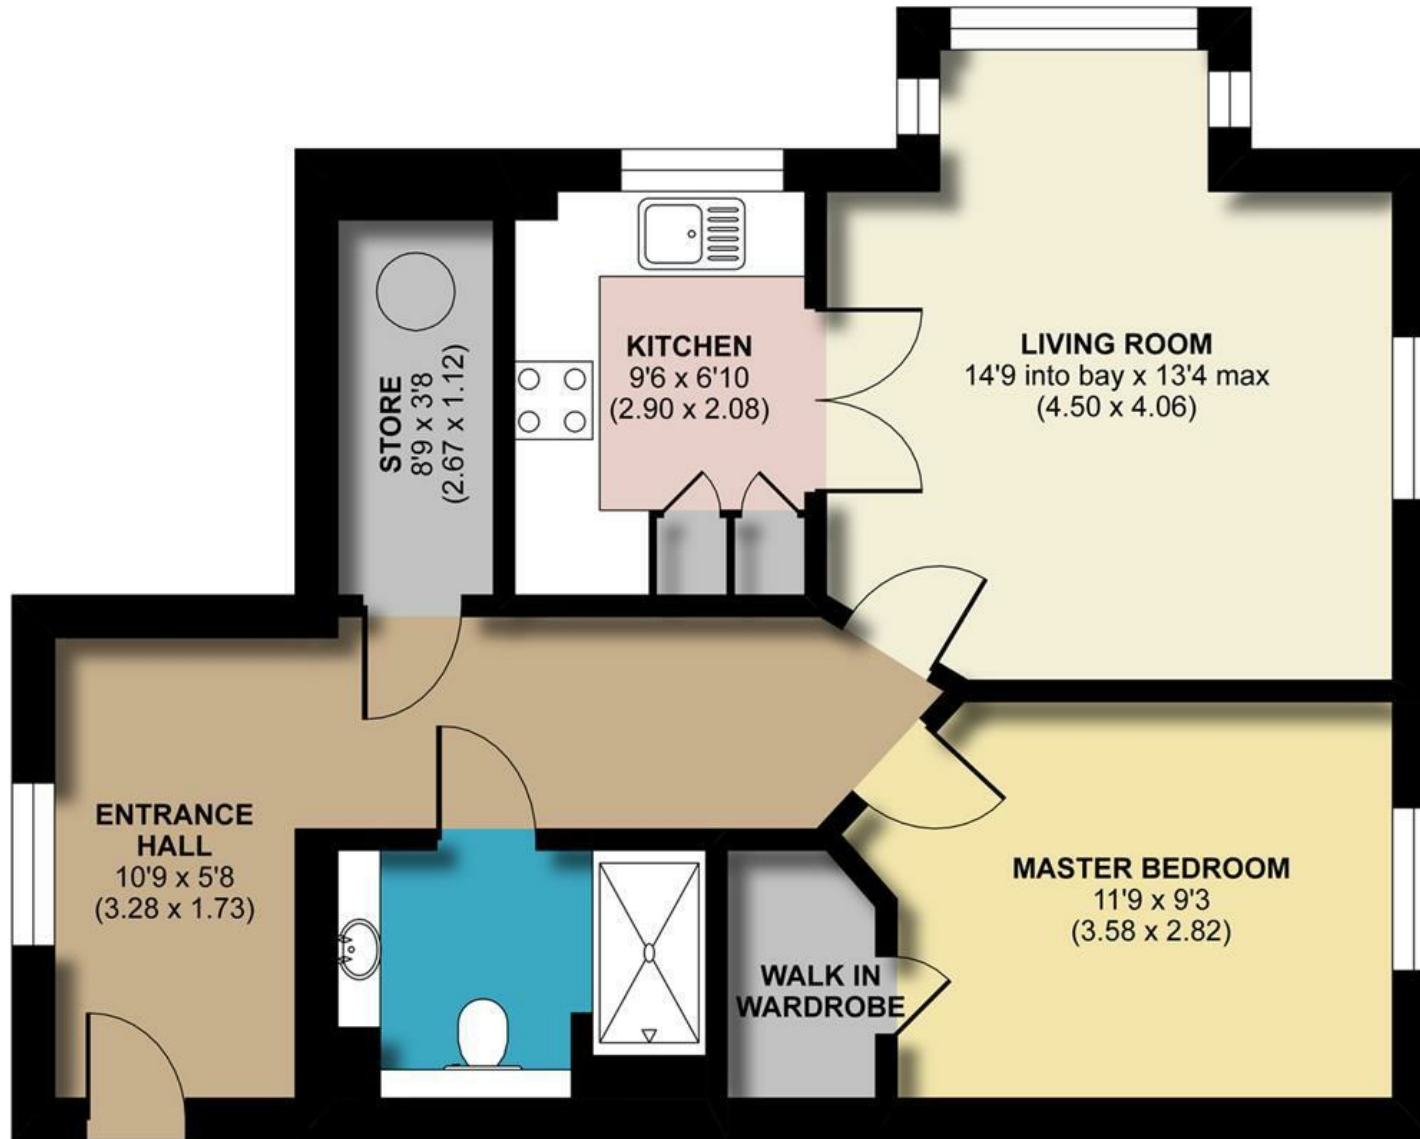 KITCHEN
9'6 x 6'10
(2.90 x 2.08)
LIVING ROOM
14'9 into bay x 13'4 max
(4.50 x 4.06)
STORE
8'9 x 3'8
(2.67 x 1.12)
ENTRANCE
HALL
10'9 x 5'8
(3.28 x 1.73)
MASTER BEDROOM
11'9 x 9'3
(3.58 x 2.82)
WALK IN
WARDROBE